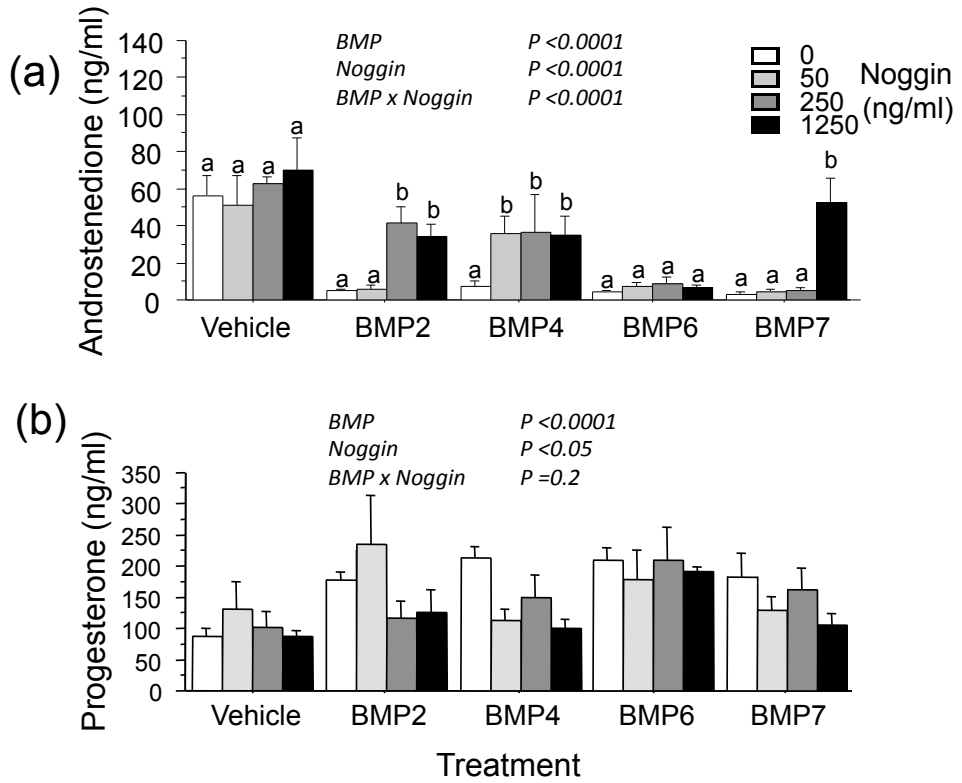 (a)
Androstenedione (ng/ml)
140
120
100
80
60
40
20
0
BMP P <0.0001
Noggin P <0.0001
BMP x Noggin P <0.0001
0
50
250
1250
Noggin
(ng/ml)
a a a a
a a b b
a b b b
a a a a
a a a b
Vehicle BMP2 BMP4 BMP6 BMP7
(b)
Progesterone (ng/ml)
350
300
250
200
150
100
50
0
BMP P <0.0001
Noggin P <0.05
BMP x Noggin P =0.2
Vehicle BMP2 BMP4 BMP6 BMP7
Treatment